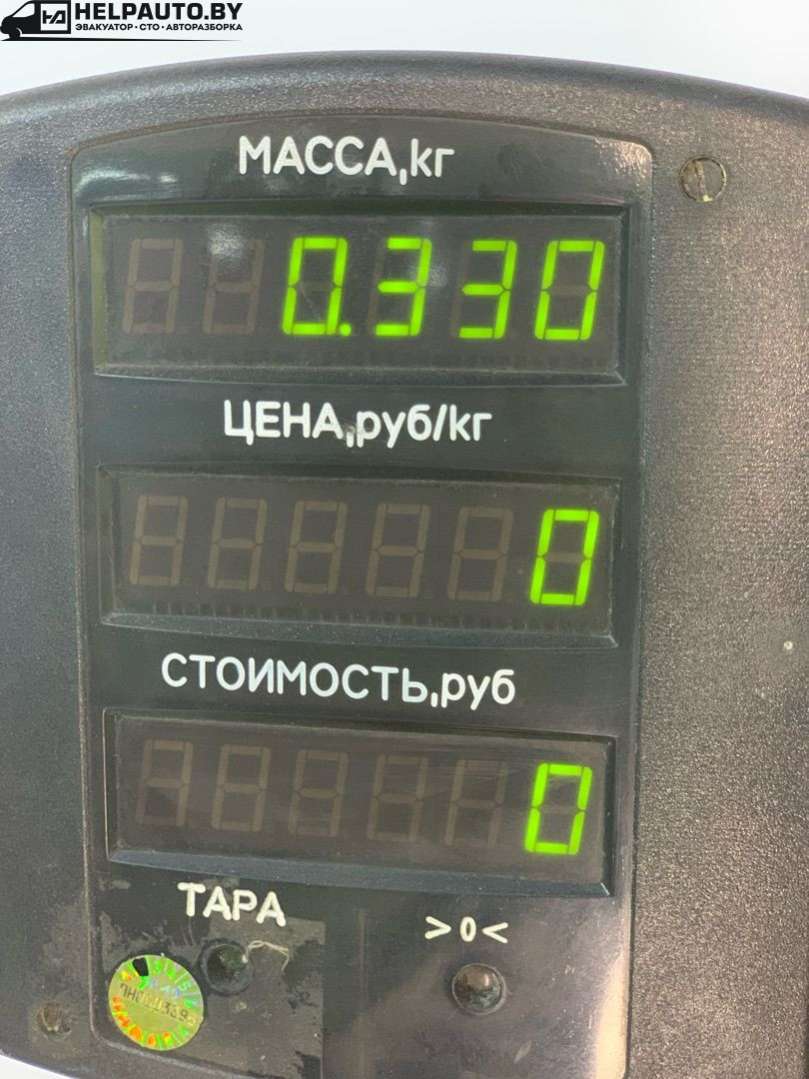 HELPAUTO.BY
ЭВАКУАТОР • СТО • АВТОРАЗБОРКА
МАССА,кг
0.330
ЦЕНА,руб/кг
0
СТОИМОСТЬ,руб
0
ТАРА
>0<